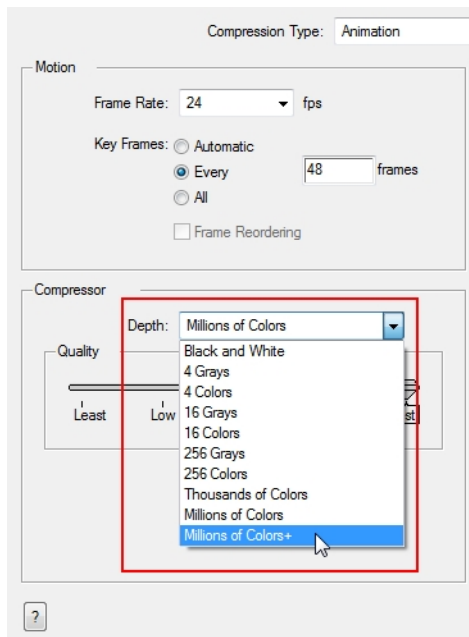 Compression Type: Animation
Motion
Frame Rate: 24 fps
Key Frames: Automatic
Every 48 frames
All
Frame Reordering
Compressor
Depth: Millions of Colors
Quality
Black and White
4 Grays
4 Colors
Least Low 16 Grays st
16 Colors
256 Grays
256 Colors
Thousands of Colors
Millions of Colors
Millions of Colors+
?